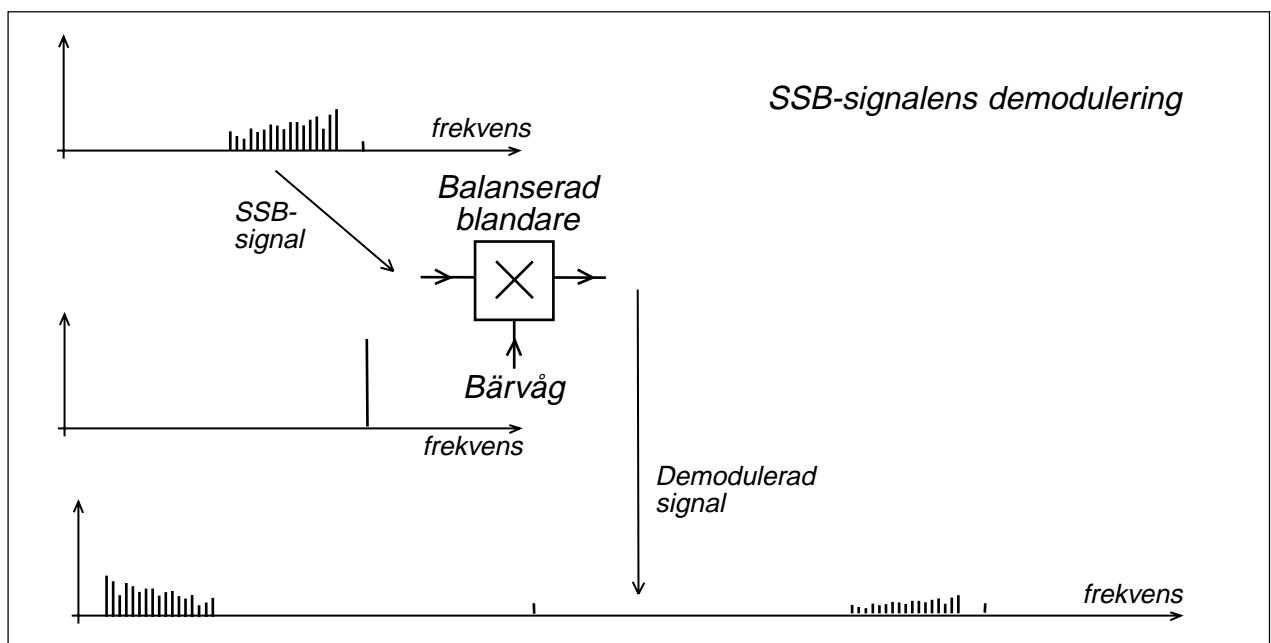 SSB-signalens demodulering
frekvens
Balanserad
blandare
SSB-
signal
Bärvåg
frekvens
Demodulerad
signal
frekvens